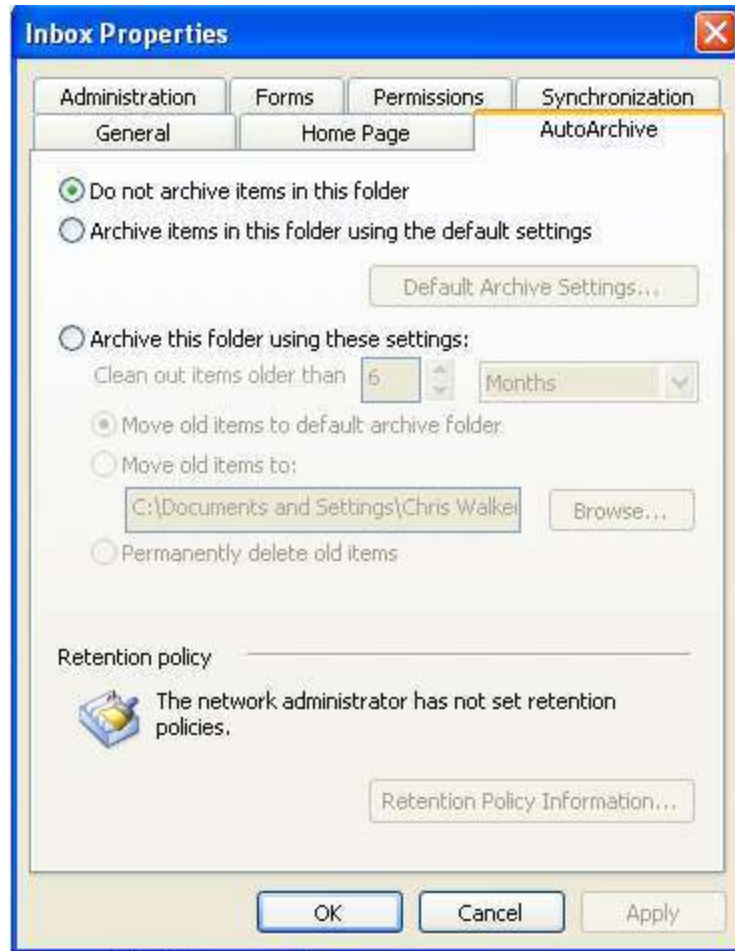 Inbox Properties
Administration Forms Permissions Synchronization
General Home Page AutoArchive
Do not archive items in this folder
Archive items in this folder using the default settings
Default Archive Settings...
Archive this folder using these settings:
Clean out items older than 6 Months
Move old items to default archive folder
Move old items to:
C:\Documents and Settings\Chris Walke Browse...
Permanently delete old items
Retention policy
The network administrator has not set retention
policies.
Retention Policy Information...
OK Cancel Apply